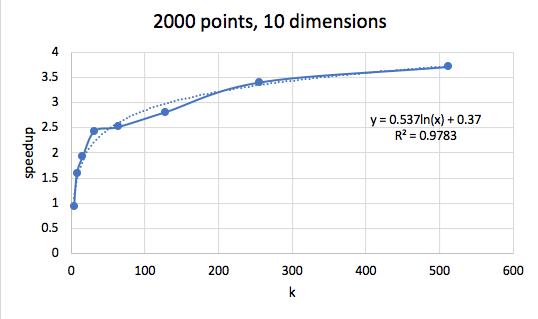 2000 points, 10 dimensions
4
3.5
3
2.5
2
1.5
1
0.5
0
speedup
y = 0.537ln(x) + 0.37
R² = 0.9783
0 100 200 300 400 500 600
k